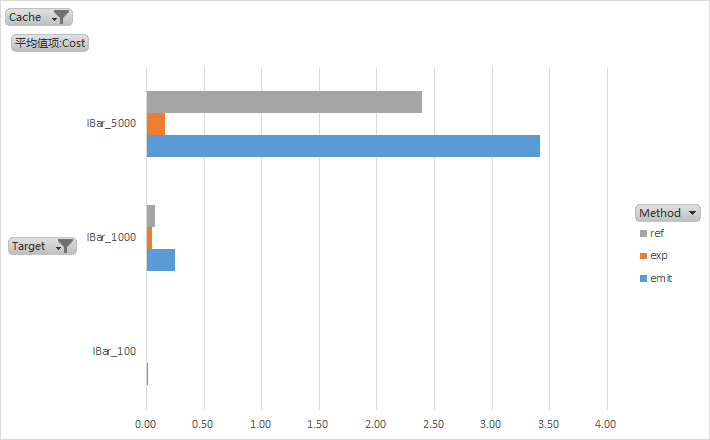 Cache
平均值项:Cost
IBar_5000
IBar_1000
IBar_100
Target
0.00 0.50 1.00 1.50 2.00 2.50 3.00 3.50 4.00
Method
ref
exp
emit